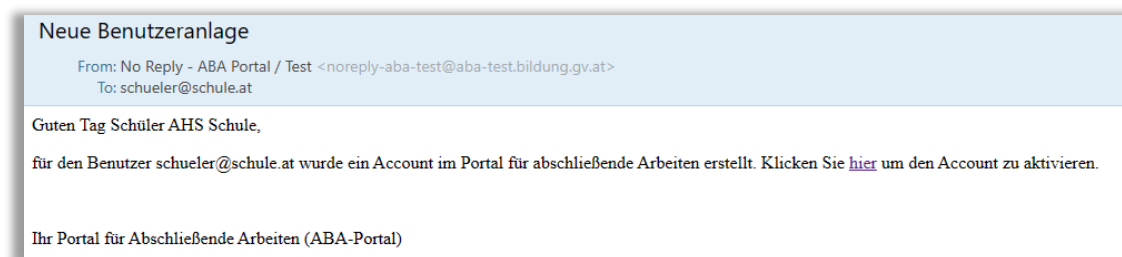 Neue Benutzeranlage
From: No Reply - ABA Portal / Test <noreply-aba-test@aba-test.bildung.gv.at>
To: schueler@schule.at
Guten Tag Schüler AHS Schule,
für den Benutzer schueler@schule.at wurde ein Account im Portal für abschließende Arbeiten erstellt. Klicken Sie hier um den Account zu aktivieren.
Ihr Portal für Abschließende Arbeiten (ABA-Portal)